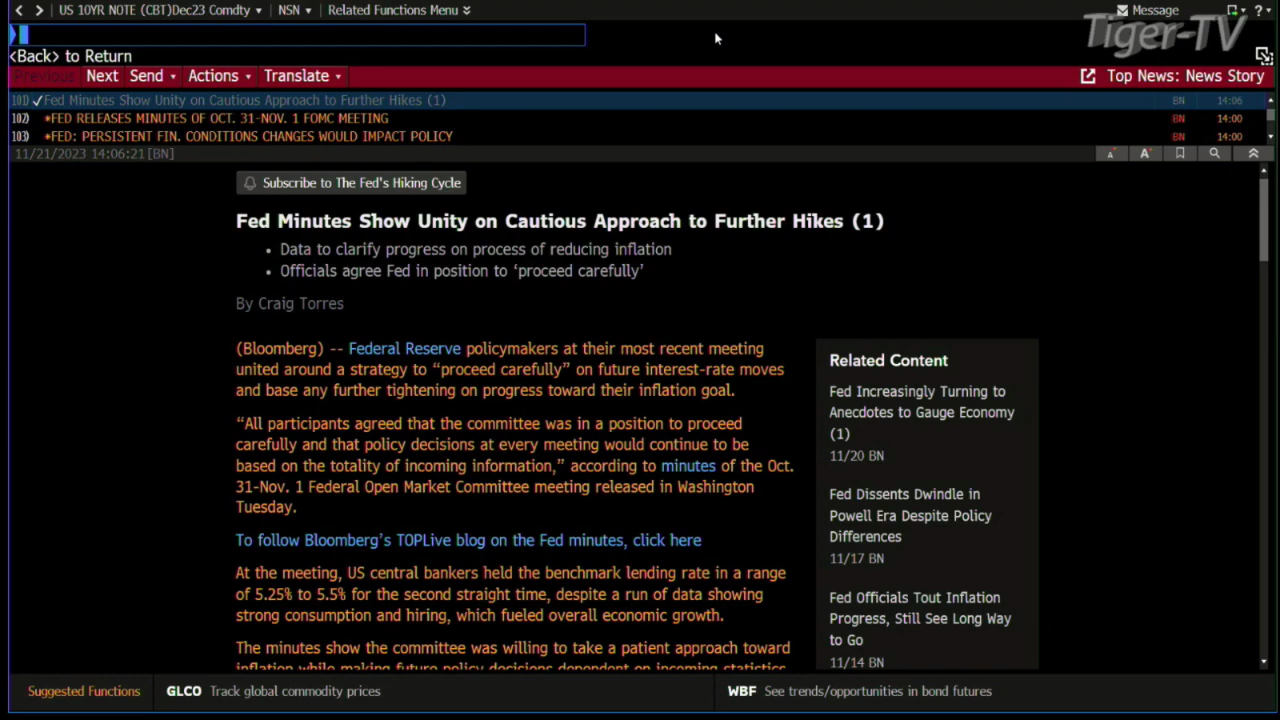 < > US 10YR NOTE (CBT)Dec23 Comdty ▾ NSN ▾ Related Functions Menu Message ?
Tiger-TV
<Back> to Return
Previous Next Send Actions Translate Top News: News Story
101) ✓Fed Minutes Show Unity on Cautious Approach to Further Hikes (1) BN 14:06
102) *FED RELEASES MINUTES OF OCT. 31-NOV. 1 FOMC MEETING BN 14:00
103) *FED: PERSISTENT FIN. CONDITIONS CHANGES WOULD IMPACT POLICY BN 14:00
11/21/2023 14:06:21[BN] A A
Subscribe to The Fed's Hiking Cycle
Fed Minutes Show Unity on Cautious Approach to Further Hikes (1)
• Data to clarify progress on process of reducing inflation
• Officials agree Fed in position to ‘proceed carefully’
By Craig Torres
(Bloomberg) -- Federal Reserve policymakers at their most recent meeting
united around a strategy to “proceed carefully” on future interest-rate moves
and base any further tightening on progress toward their inflation goal.
“All participants agreed that the committee was in a position to proceed
carefully and that policy decisions at every meeting would continue to be
based on the totality of incoming information,” according to minutes of the Oct.
31-Nov. 1 Federal Open Market Committee meeting released in Washington
Tuesday.
To follow Bloomberg’s TOPLive blog on the Fed minutes, click here
At the meeting, US central bankers held the benchmark lending rate in a range
of 5.25% to 5.5% for the second straight time, despite a run of data showing
strong consumption and hiring, which fueled overall economic growth.
The minutes show the committee was willing to take a patient approach toward
inflation while making future policy decisions dependent on incoming statistics
Related Content
Fed Increasingly Turning to
Anecdotes to Gauge Economy
(1)
11/20 BN
Fed Dissents Dwindle in
Powell Era Despite Policy
Differences
11/17 BN
Fed Officials Tout Inflation
Progress, Still See Long Way
to Go
11/14 BN
Suggested Functions GLCO Track global commodity prices WBF See trends/opportunities in bond futures